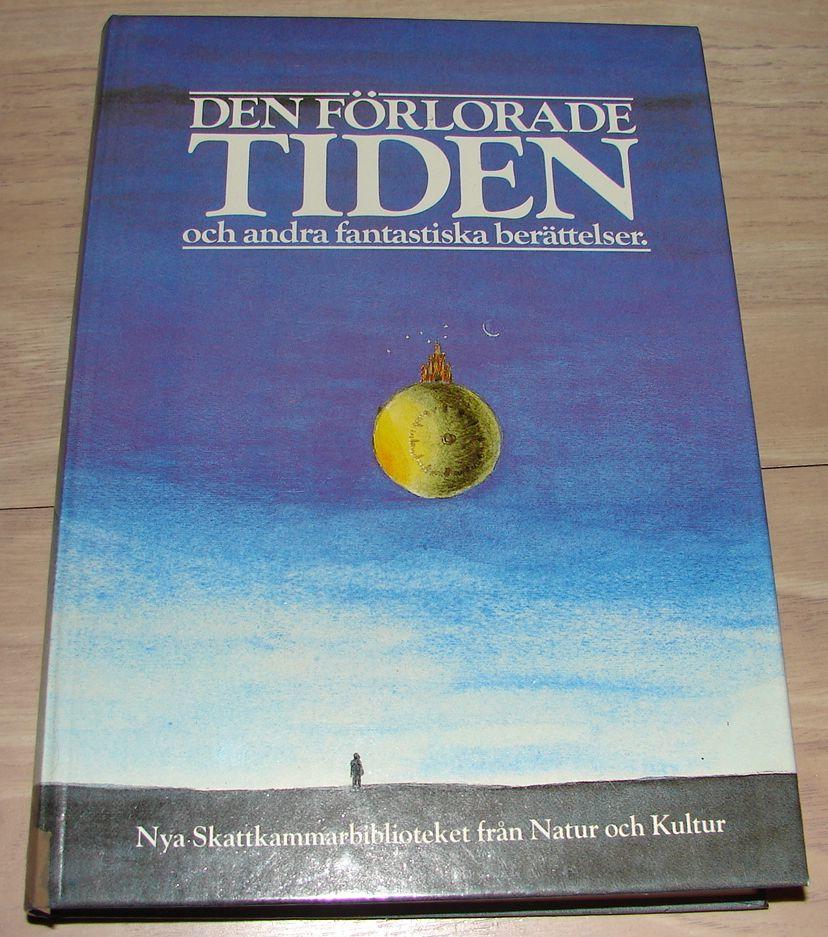 DEN FÖRLORADE
TIDEN
och andra fantastiska berättelser.
Nya Skattkammarbiblioteket från Natur och Kultur